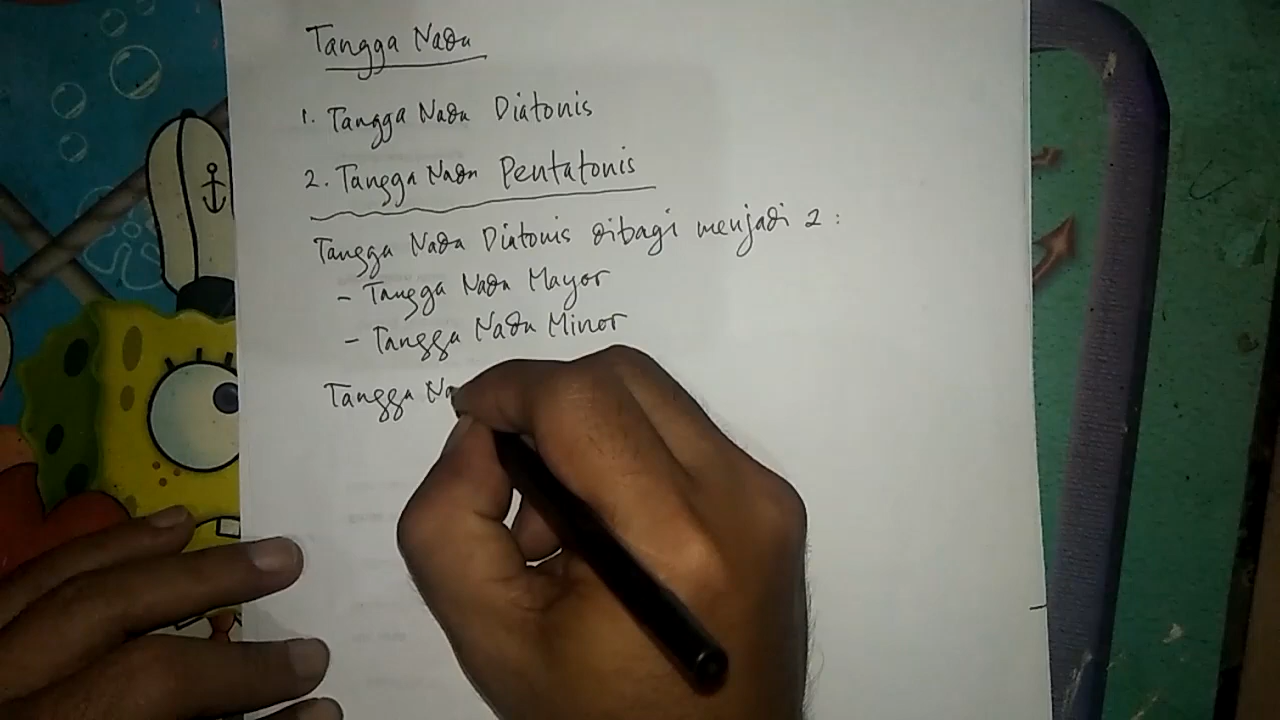 Tangga Nada
1. Tangga Nada Diatonis
2. Tangga Nada Pentatonis
Tangga Nada Diatonis dibagi menjadi 2 :
- Tangga Nada Mayor
- Tangga Nada Minor
Tangga Na